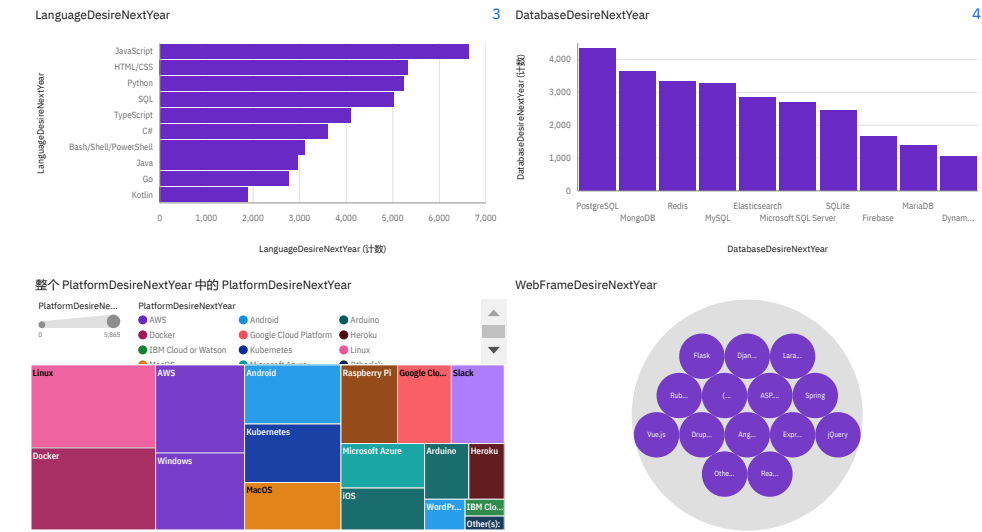 LanguageDesireNextYear
3
LanguageDesireNextYear
JavaScript
HTML/CSS
Python
SQL
TypeScript
C#
Bash/Shell/PowerShell
Java
Go
Kotlin
0 1,000 2,000 3,000 4,000 5,000 6,000 7,000
LanguageDesireNextYear (计数)
DatabaseDesireNextYear
4
DatabaseDesireNextYear (计数)
4,000
3,000
2,000
1,000
0
PostgreSQL Redis Elasticsearch SQLite MariaDB
MongoDB MySQL Microsoft SQL Server Firebase Dynam...
DatabaseDesireNextYear
整个 PlatformDesireNextYear 中的 PlatformDesireNextYear
PlatformDesireNe...
0 5,865
PlatformDesireNextYear
AWS Android Arduino
Docker Google Cloud Platform Heroku
IBM Cloud or Watson Kubernetes Linux
MacOS Microsoft Azure Other(s):
Linux AWS Android Raspberry Pi Google Clo... Slack
Kubernetes
Docker Windows Microsoft Azure Arduino Heroku
MacOS iOS WordPr... IBM Clo...
Other(s):
WebFrameDesireNextYear
Flask Djan... Lara...
Rub... (... ASP.... Spring
Vue.js Drup... Ang... Expr... jQuery
Othe... Rea...